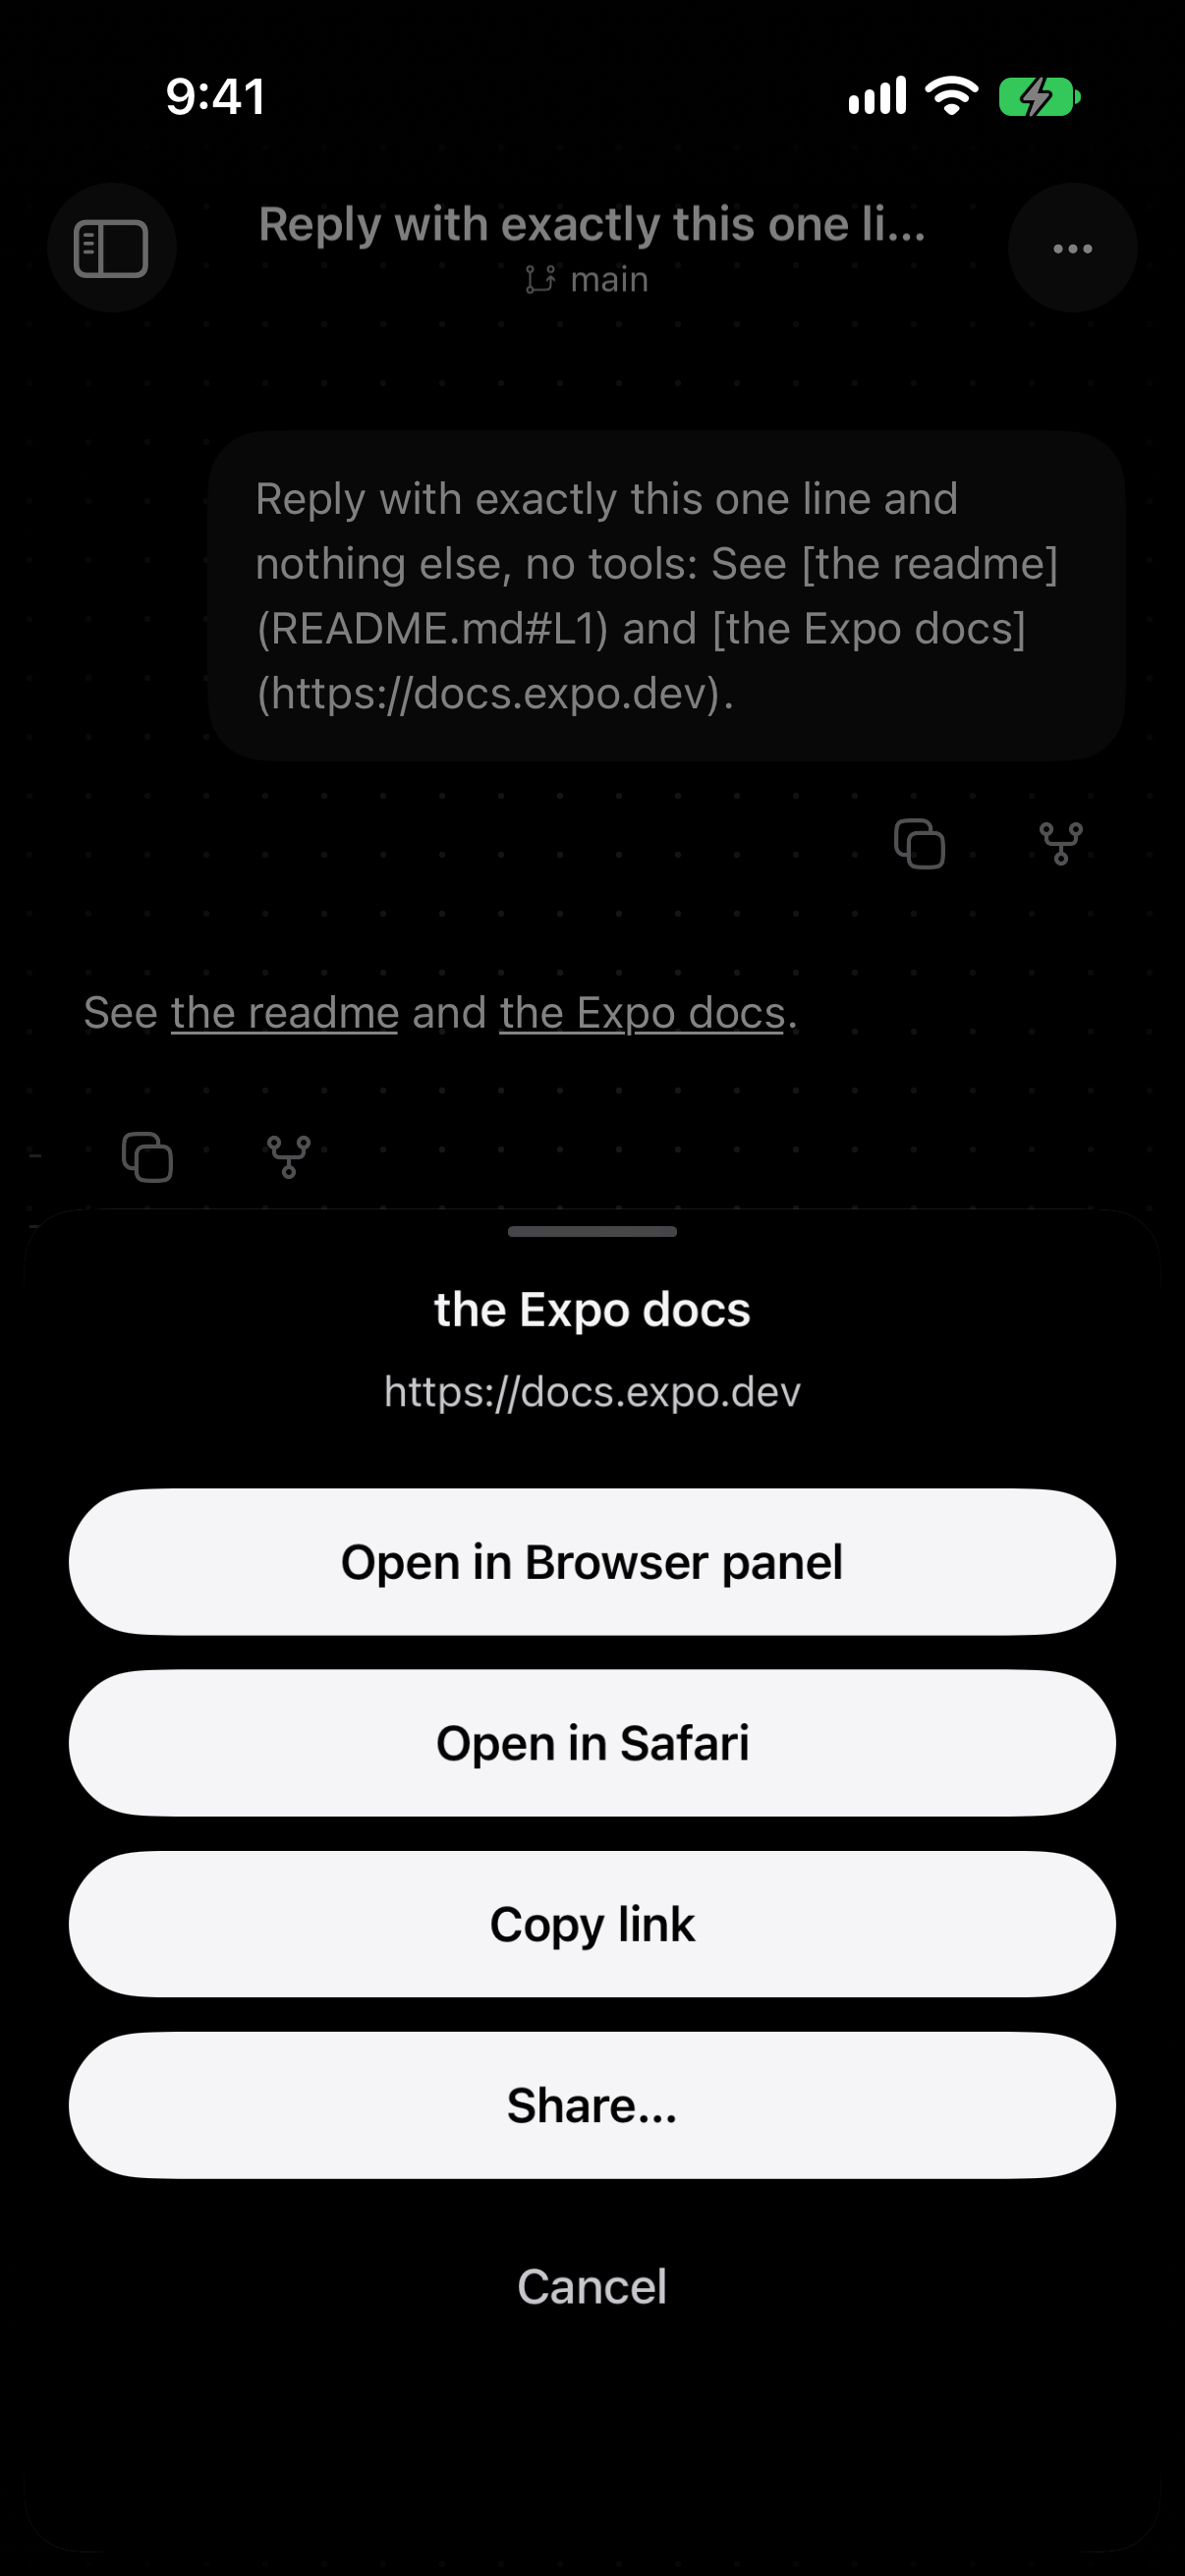 9:41
Reply with exactly this one li...
main
Reply with exactly this one line and
nothing else, no tools: See [the readme]
(README.md#L1) and [the Expo docs]
(https://docs.expo.dev).
See the readme and the Expo docs.
the Expo docs
https://docs.expo.dev
Open in Browser panel
Open in Safari
Copy link
Share...
Cancel